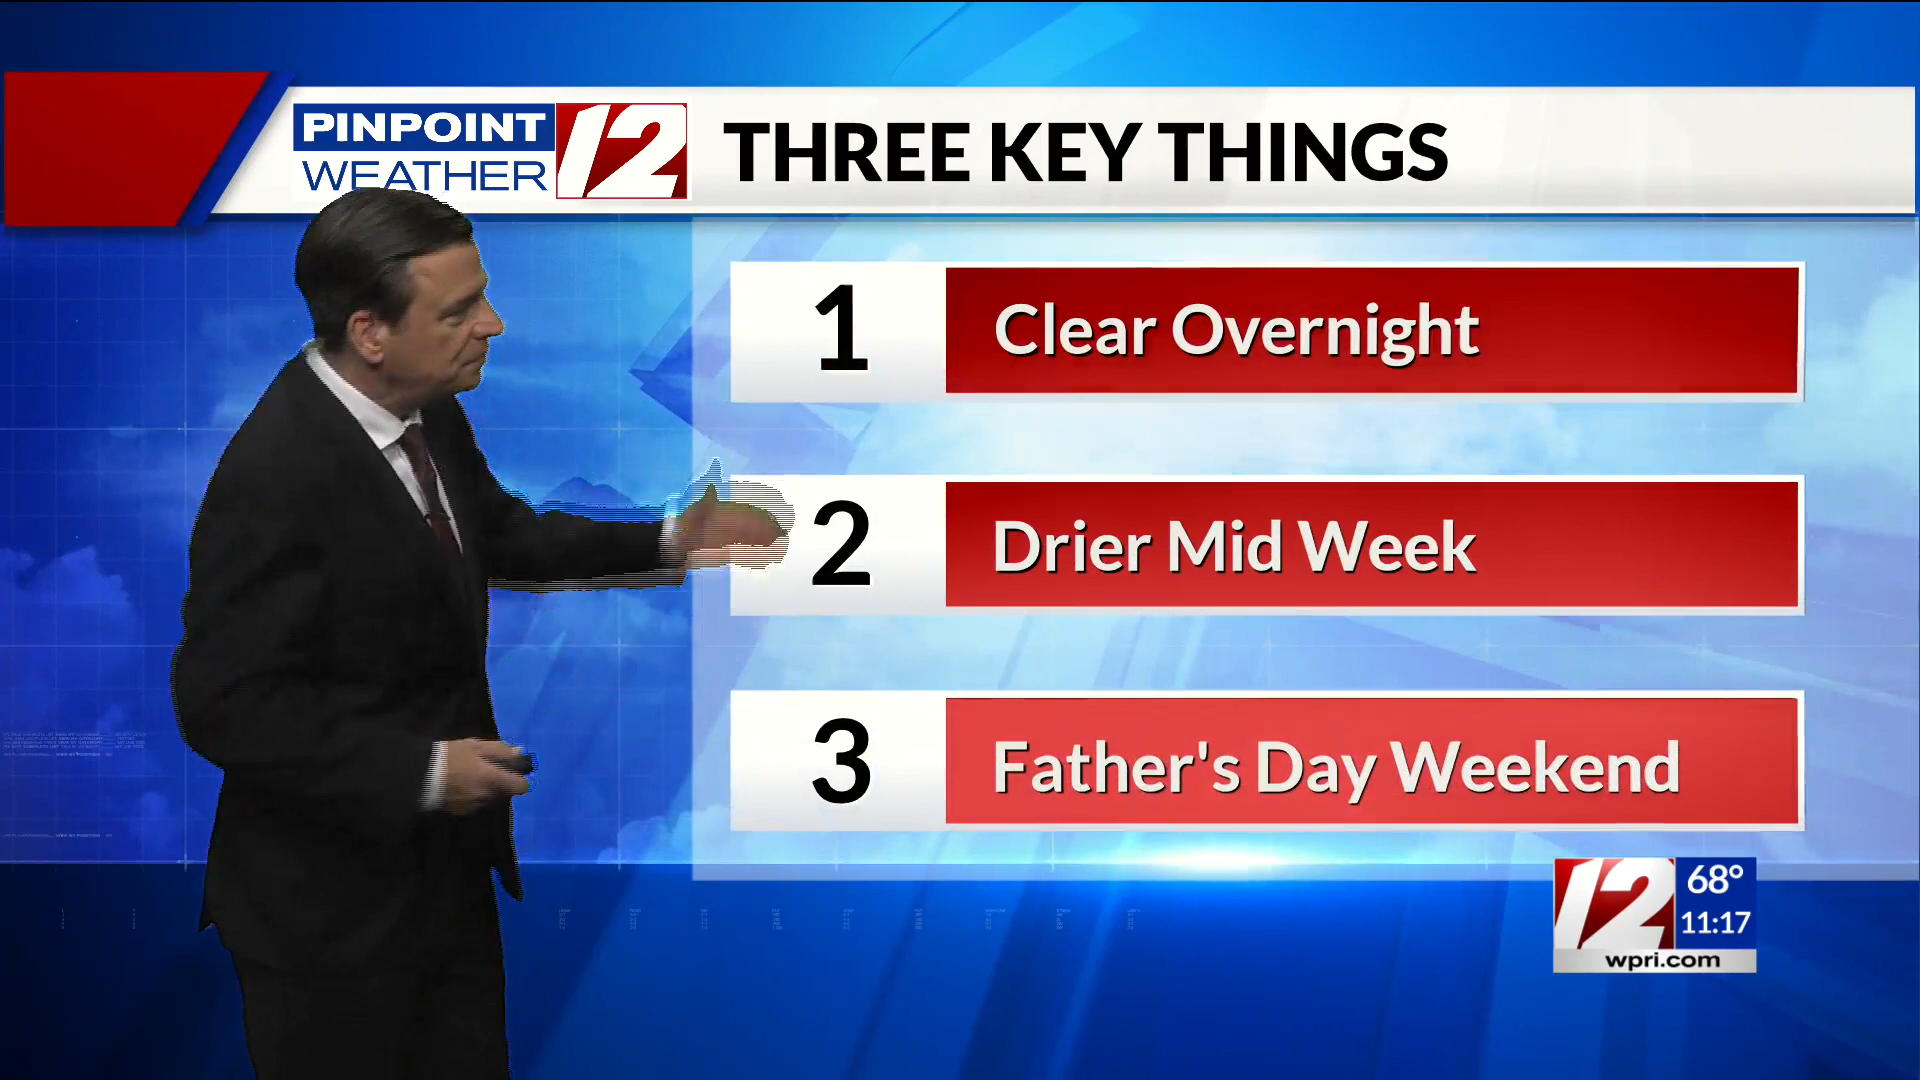 PINPOINT
WEATHER
12
THREE KEY THINGS
1
Clear Overnight
2
Drier Mid Week
3
Father's Day Weekend
12
68°
11:17
wpri.com